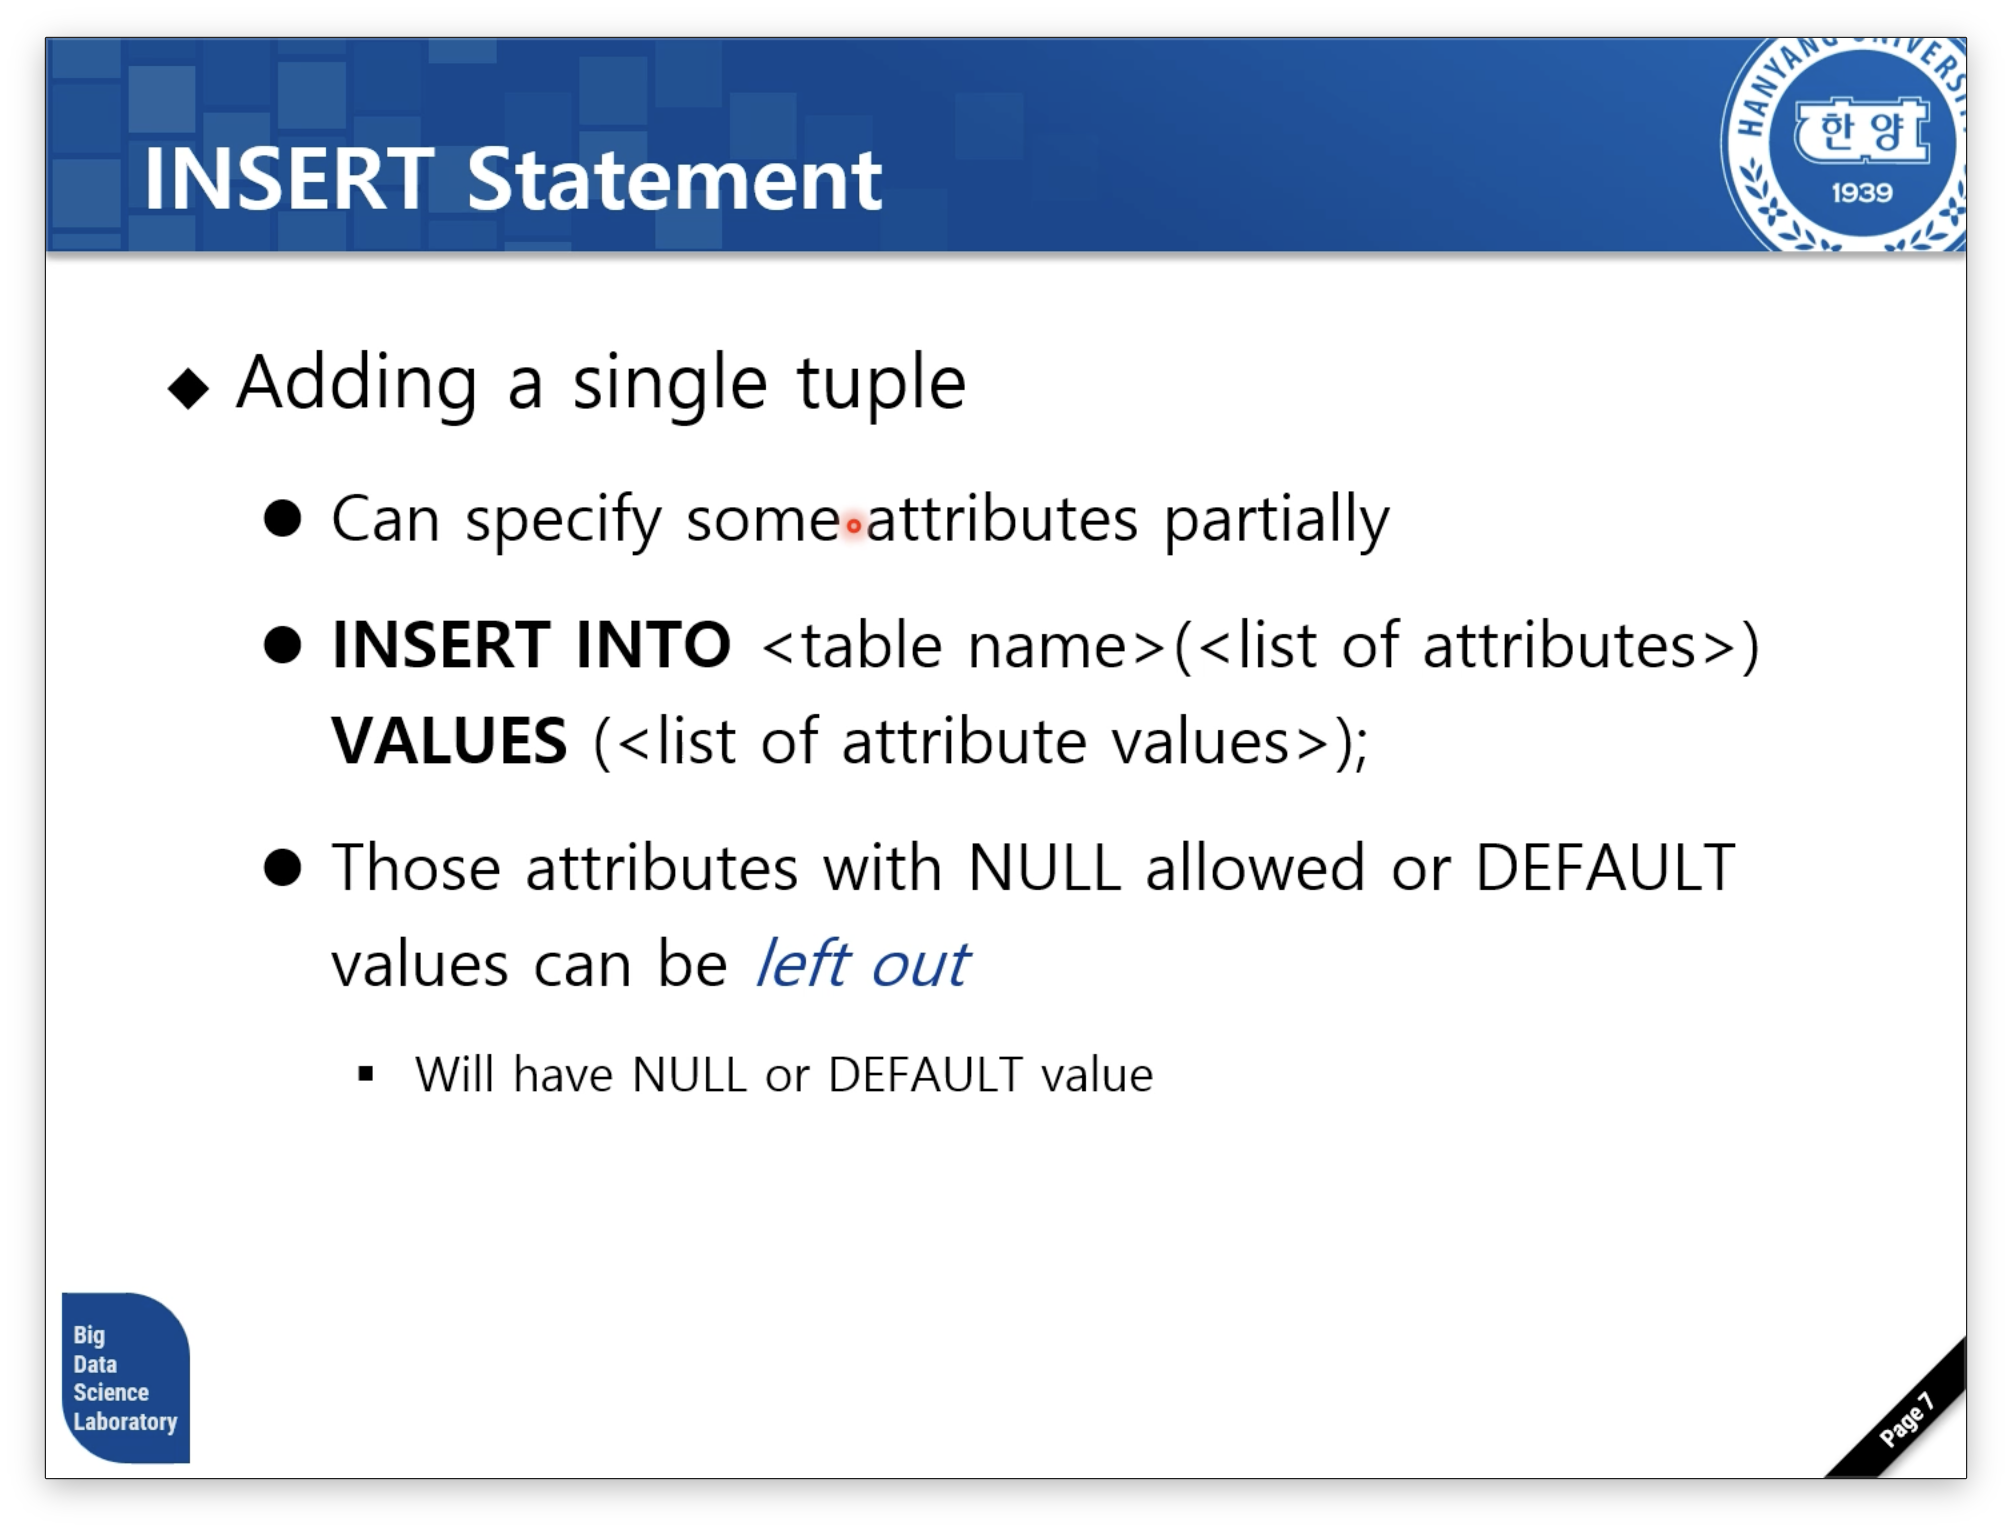 HANYANG UNIVERSI
한양
1939
INSERT Statement
◆ Adding a single tuple
● Can specify some attributes partially
● INSERT INTO <table name>(<list of attributes>)
VALUES (<list of attribute values>);
● Those attributes with NULL allowed or DEFAULT
values can be left out
▪ Will have NULL or DEFAULT value
Big
Data
Science
Laboratory
Page 7